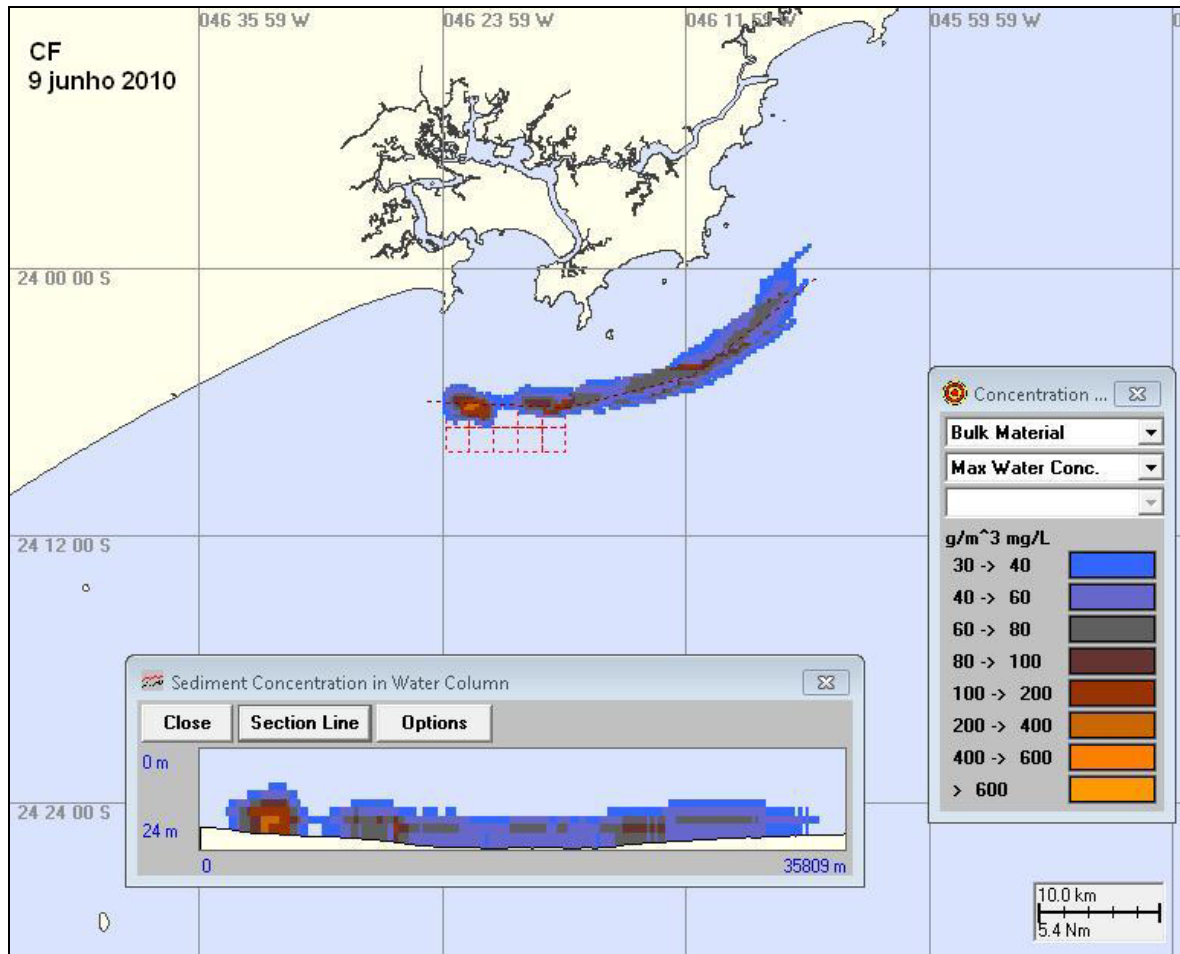 046 35 59 W
046 23 59 W
046 11 59 W
045 59 59 W
CF
9 junho 2010
24 00 00 S
24 12 00 S
24 24 00 S
Concentration ...
Bulk Material
Max Water Conc.
g/m^3 mg/L
30 -> 40
40 -> 60
60 -> 80
80 -> 100
100 -> 200
200 -> 400
400 -> 600
> 600
Sediment Concentration in Water Column
Close Section Line Options
0 m
24 m
0 35809 m
10.0 km
5.4 Nm